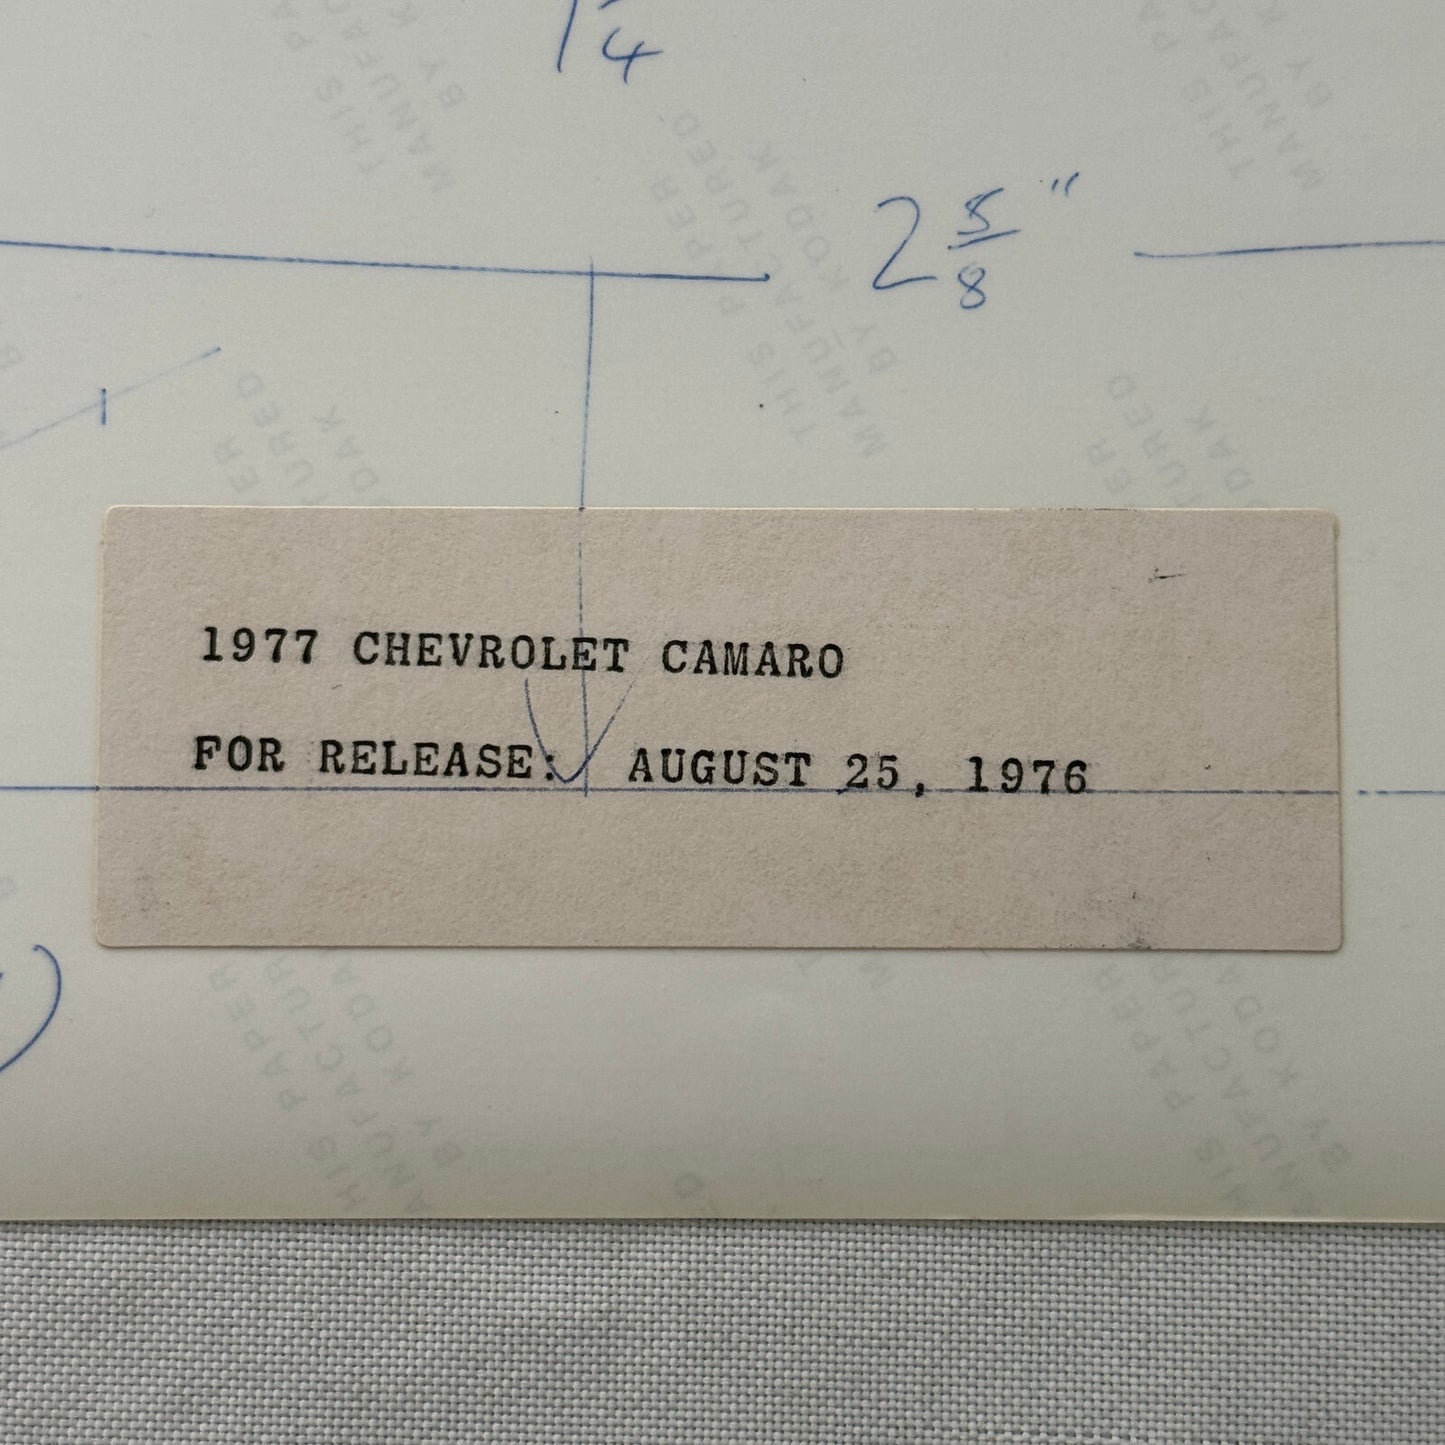 1/4
2 5/8 "
1977 CHEVROLET CAMARO
FOR RELEASE: AUGUST 25, 1976
THIS PAPER
MANUFACTURED
BY KODAK